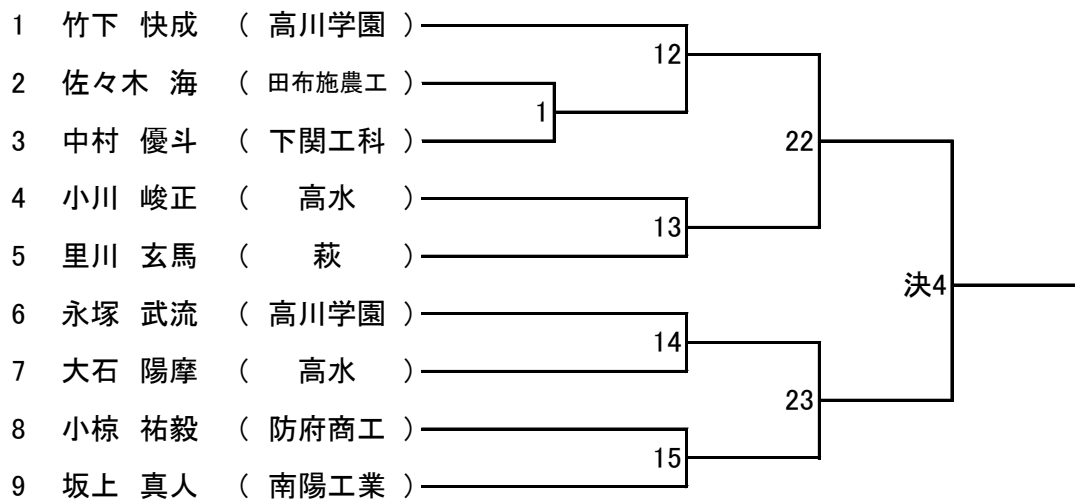 1 竹下 快成 ( 高川学園 )
12
2 佐々木 海 ( 田布施農工 )
1
3 中村 優斗 ( 下関工科 )
22
4 小川 峻正 ( 高水 )
13
5 里川 玄馬 ( 萩 )
決4
6 永塚 武流 ( 高川学園 )
14
7 大石 陽摩 ( 高水 )
23
8 小椋 祐毅 ( 防府商工 )
15
9 坂上 真人 ( 南陽工業 )